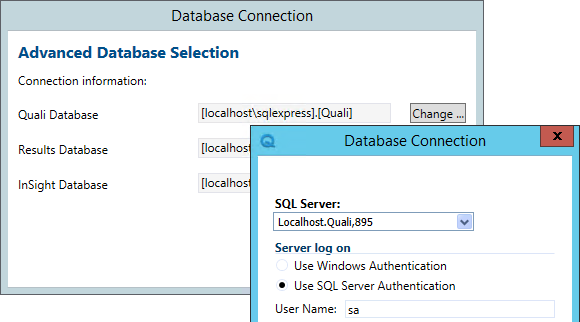 Database Connection
Advanced Database Selection
Connection information:
Quali Database [localhost\sqlexpress].[Quali] Change ...
Results Database [localhost
InSight Database [localhost
Database Connection
SQL Server:
Localhost.Quali,895
Server log on
Use Windows Authentication
Use SQL Server Authentication
User Name: sa